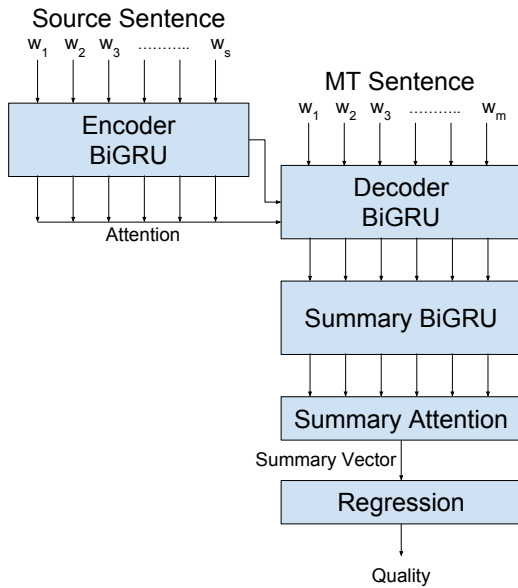 Source Sentence
w1 w2 w3 ……….. ws
Encoder
BiGRU
Attention
MT Sentence
w1 w2 w3 ……….. wm
Decoder
BiGRU
Summary BiGRU
Summary Attention
Summary Vector
Regression
Quality